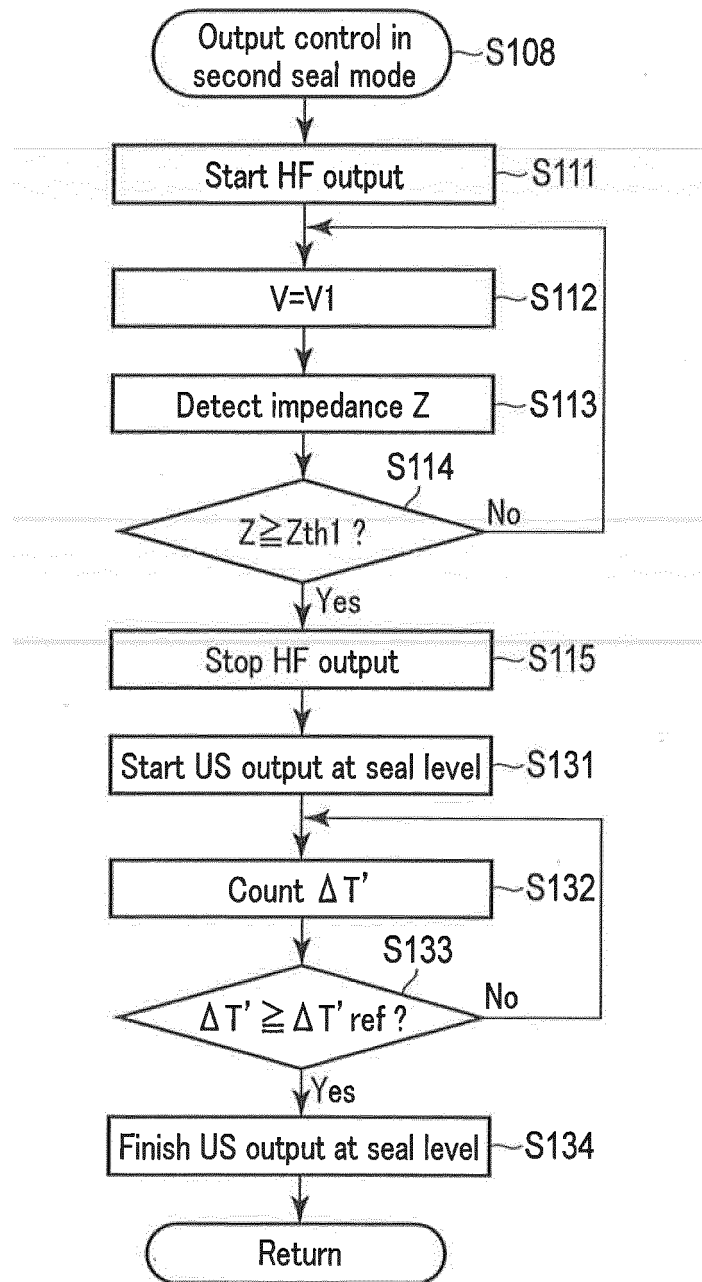 Output control in
second seal mode
S108
Start HF output
S111
V=V1
S112
Detect impedance Z
S113
S114
Z≧Zth1 ?
No
Yes
Stop HF output
S115
Start US output at seal level
S131
Count ΔT'
S132
S133
ΔT' ≧ ΔT' ref ?
No
Yes
Finish US output at seal level
S134
Return